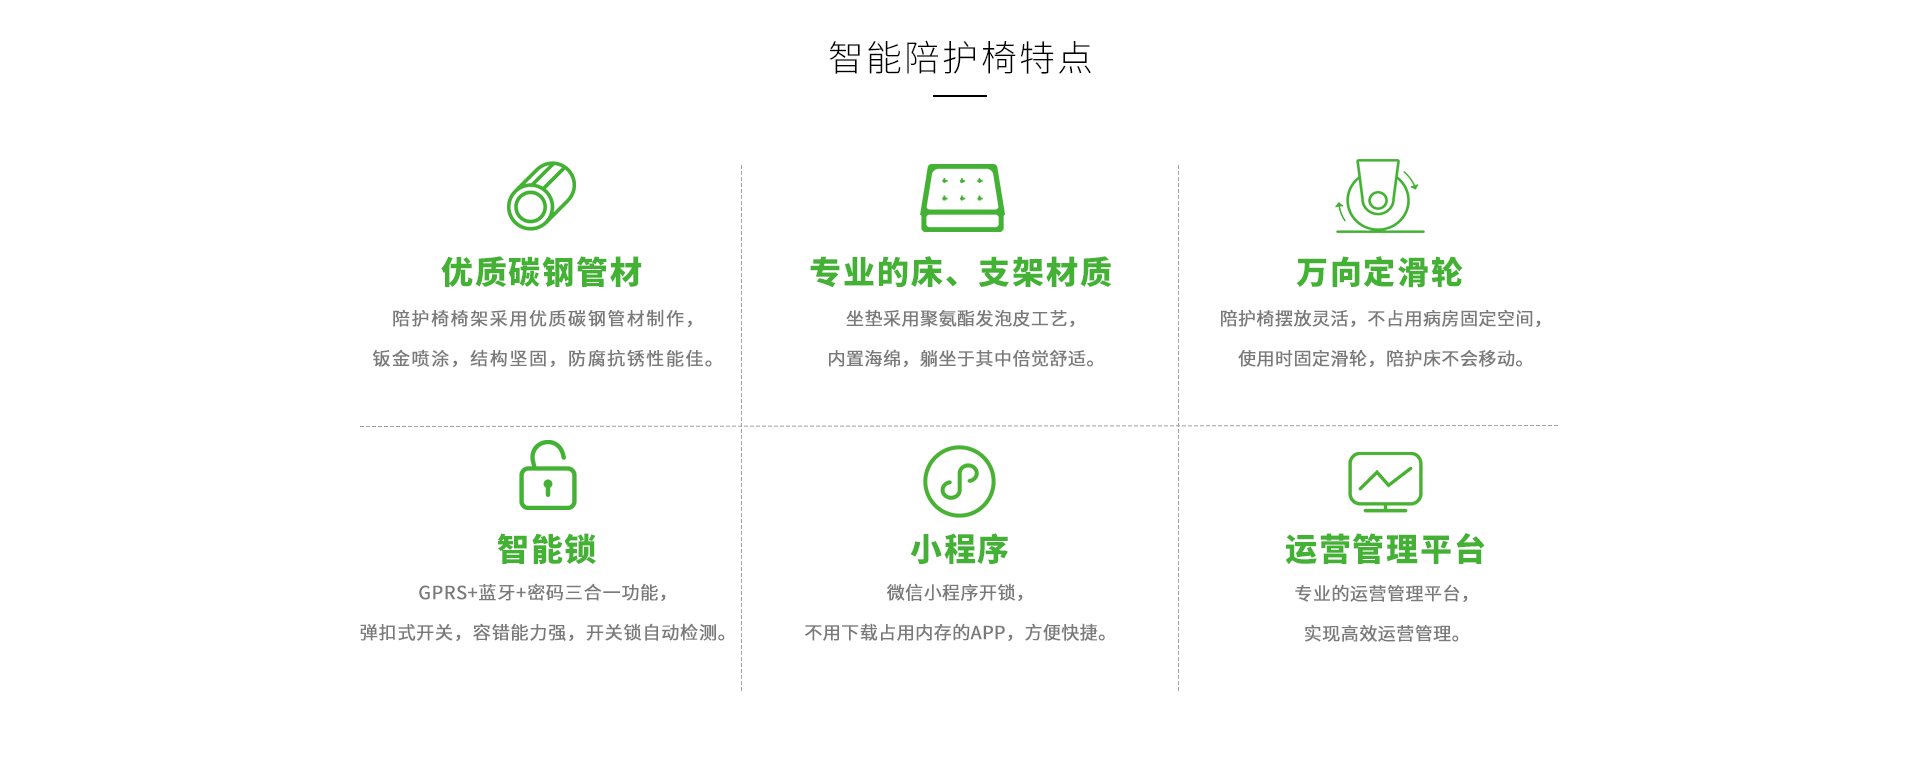 智能陪护椅特点
优质碳钢管材
陪护椅椅架采用优质碳钢管材制作，
钣金喷涂，结构坚固，防腐抗锈性能佳。
专业的床、支架材质
坐垫采用聚氨酯发泡皮工艺，
内置海绵，躺坐于其中倍觉舒适。
万向定滑轮
陪护椅摆放灵活，不占用病房固定空间，
使用时固定滑轮，陪护床不会移动。
智能锁
GPRS+蓝牙+密码三合一功能，
弹扣式开关，容错能力强，开关锁自动检测。
小程序
微信小程序开锁，
不用下载占用内存的APP，方便快捷。
运营管理平台
专业的运营管理平台，
实现高效运营管理。